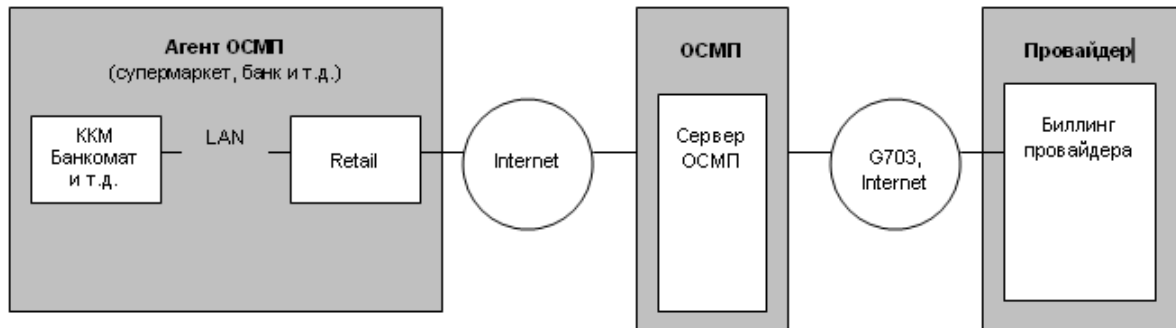 Агент ОСМП
(супермаркет, банк и т.д.)
ККМ
Банкомат
и т.д.
LAN
Retail
Internet
ОСМП
Сервер
ОСМП
G703,
Internet
Провайдер
Биллинг
провайдера